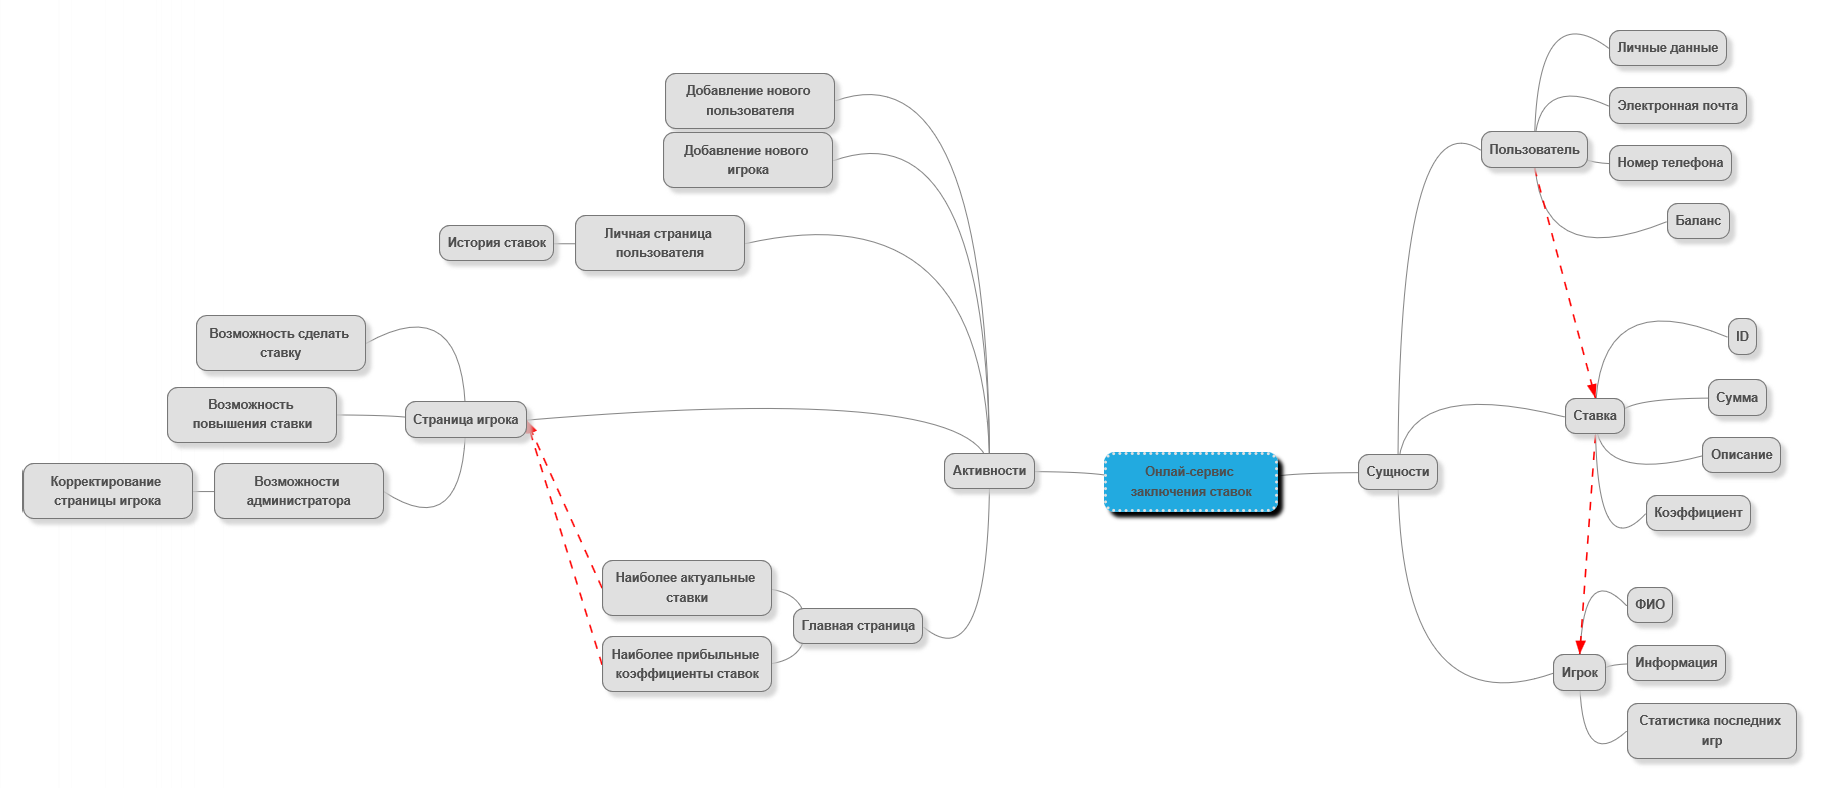 Онлай-сервис
заключения ставок
Активности
Добавление нового
пользователя
Добавление нового
игрока
Личная страница
пользователя
История ставок
Страница игрока
Возможность сделать
ставку
Возможность
повышения ставки
Возможности
администратора
Корректирование
страницы игрока
Главная страница
Наиболее актуальные
ставки
Наиболее прибыльные
коэффициенты ставок
Сущности
Пользователь
Личные данные
Электронная почта
Номер телефона
Баланс
Ставка
ID
Сумма
Описание
Коэффициент
Игрок
ФИО
Информация
Статистика последних
игр